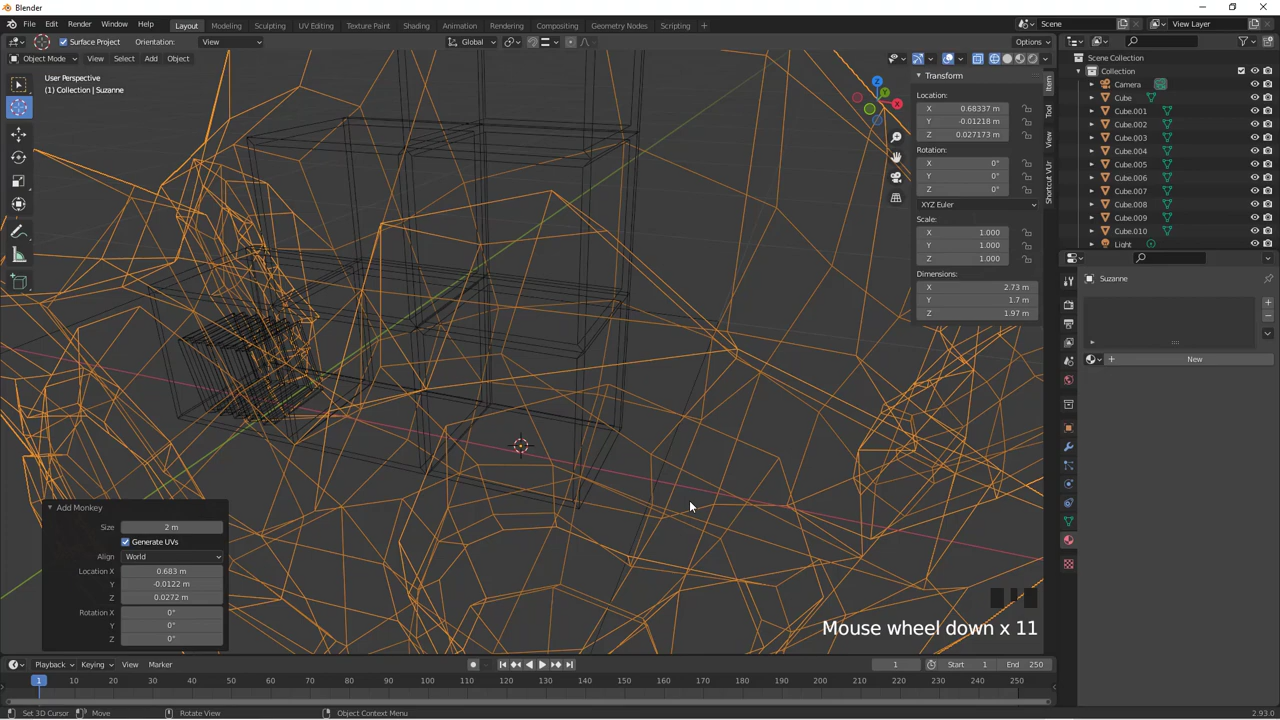 Blender
File Edit Render Window Help Layout Modeling Sculpting UV Editing Texture Paint Shading Animation Rendering Compositing Geometry Nodes Scripting + Scene View Layer
Surface Project Orientation: View Global Options
Object Mode View Select Add Object
User Perspective
(1) Collection | Suzanne
Transform
Location:
X 0.68337 m
Y -0.01218 m
Z 0.027173 m
Rotation:
X 0°
Y 0°
Z 0°
XYZ Euler
Scale:
X 1.000
Y 1.000
Z 1.000
Dimensions:
X 2.73 m
Y 1.7 m
Z 1.97 m
Item
Tool
View
Shortcut VUr
Scene Collection
Collection
Camera
Cube
Cube.001
Cube.002
Cube.003
Cube.004
Cube.005
Cube.006
Cube.007
Cube.008
Cube.009
Cube.010
Light
Suzanne
New
Add Monkey
Size 2 m
Generate UVs
Align World
Location X 0.683 m
Y -0.0122 m
Z 0.0272 m
Rotation X 0°
Y 0°
Z 0°
Mouse wheel down x 11
Playback Keying View Marker 1 Start 1 End 250
1 10 20 30 40 50 60 70 80 90 100 110 120 130 140 150 160 170 180 190 200 210 220 230 240 250
Set 3D Cursor Move Rotate View Object Context Menu 2.93.0